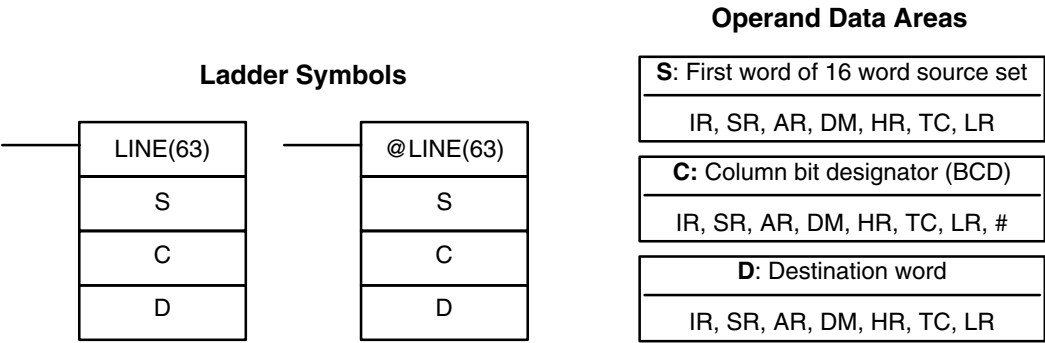 Ladder Symbols
LINE(63)
S
C
D
@LINE(63)
S
C
D
Operand Data Areas
S: First word of 16 word source set
IR, SR, AR, DM, HR, TC, LR
C: Column bit designator (BCD)
IR, SR, AR, DM, HR, TC, LR, #
D: Destination word
IR, SR, AR, DM, HR, TC, LR